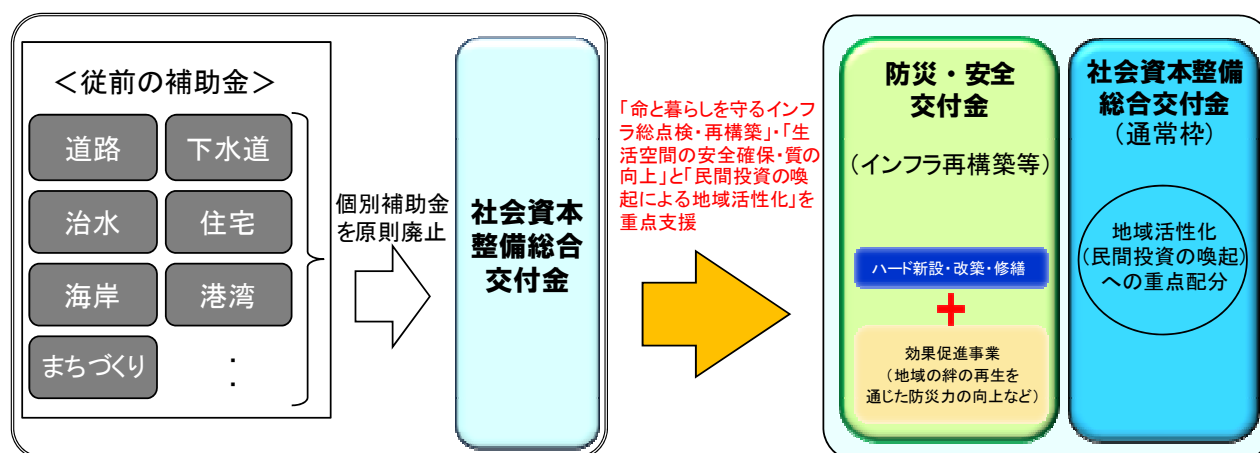 ＜従前の補助金＞
道路
下水道
治水
住宅
海岸
港湾
まちづくり
：
個別補助金
を原則廃止
社会資本
整備総合
交付金
「命と暮らしを守るインフ
ラ総点検・再構築」・「生
活空間の安全確保・質の
向上」と「民間投資の喚
起による地域活性化」を
重点支援
防災・安全
交付金
（インフラ再構築等）
ハード新設・改築・修繕
+
効果促進事業
（地域の絆の再生を
通じた防災力の向上など）
社会資本整備
総合交付金
（通常枠）
地域活性化
（民間投資の喚起）
への重点配分